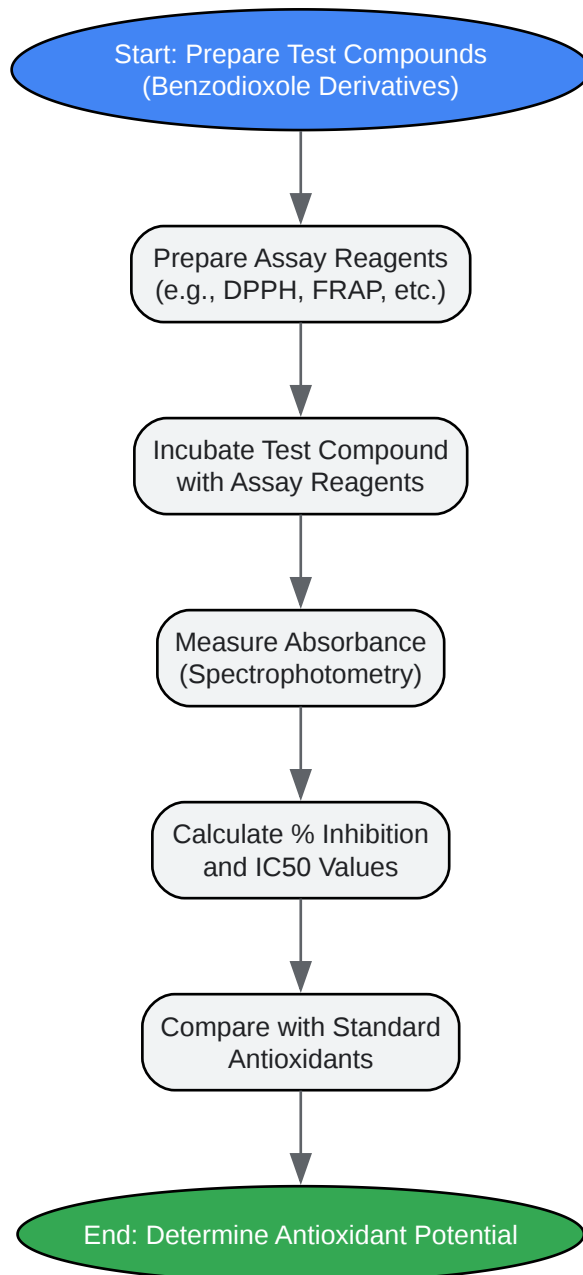 Start: Prepare Test Compounds
(Benzodioxole Derivatives)
Prepare Assay Reagents
(e.g., DPPH, FRAP, etc.)
Incubate Test Compound
with Assay Reagents
Measure Absorbance
(Spectrophotometry)
Calculate % Inhibition
and IC50 Values
Compare with Standard
Antioxidants
End: Determine Antioxidant Potential